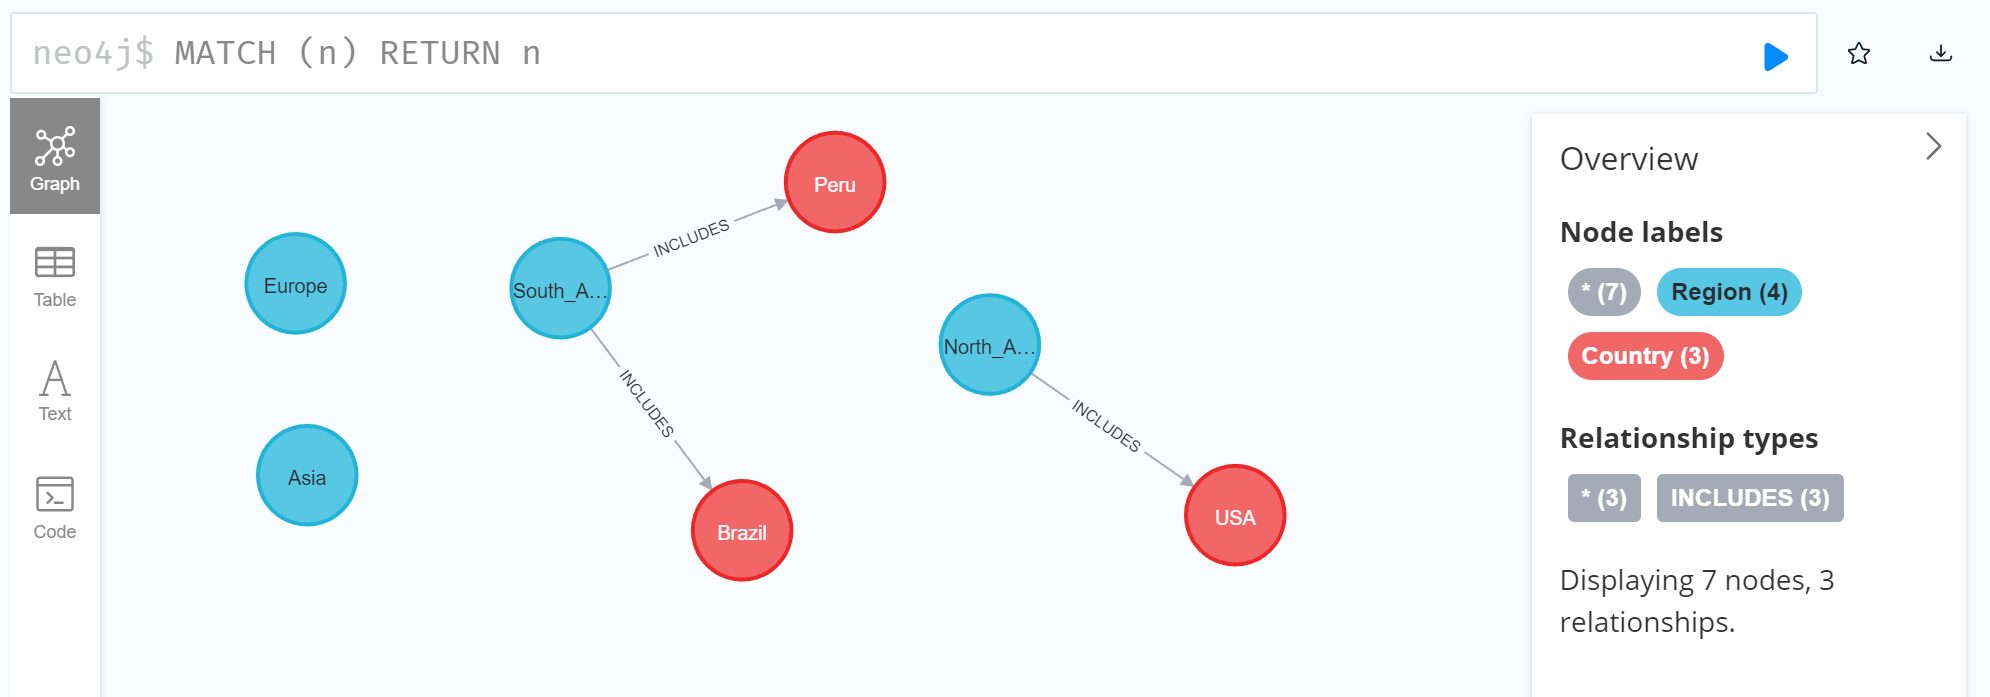 neo4j$ MATCH (n) RETURN n
Graph
Table
Text
Code
Peru
INCLUDES
Europe
South_A...
North_A...
INCLUDES
INCLUDES
Asia
Brazil
USA
Overview
Node labels
* (7) Region (4)
Country (3)
Relationship types
* (3) INCLUDES (3)
Displaying 7 nodes, 3
relationships.